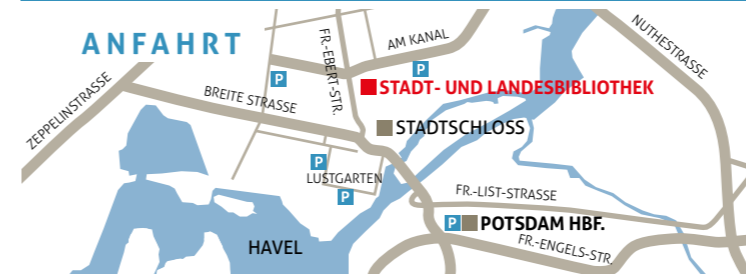 ANFAHRT
FR.-EBERT-STR.
AM KANAL
NUTHESTRASSE
P
P
STADT- UND LANDESBIBLIOTHEK
ZEPPELINSTRASSE
BREITE STRASSE
STADTSCHLOSS
P
LUSTGARTEN
P
FR.-LIST-STRASSE
P
POTSDAM HBF.
HAVEL
FR.-ENGELS-STR.